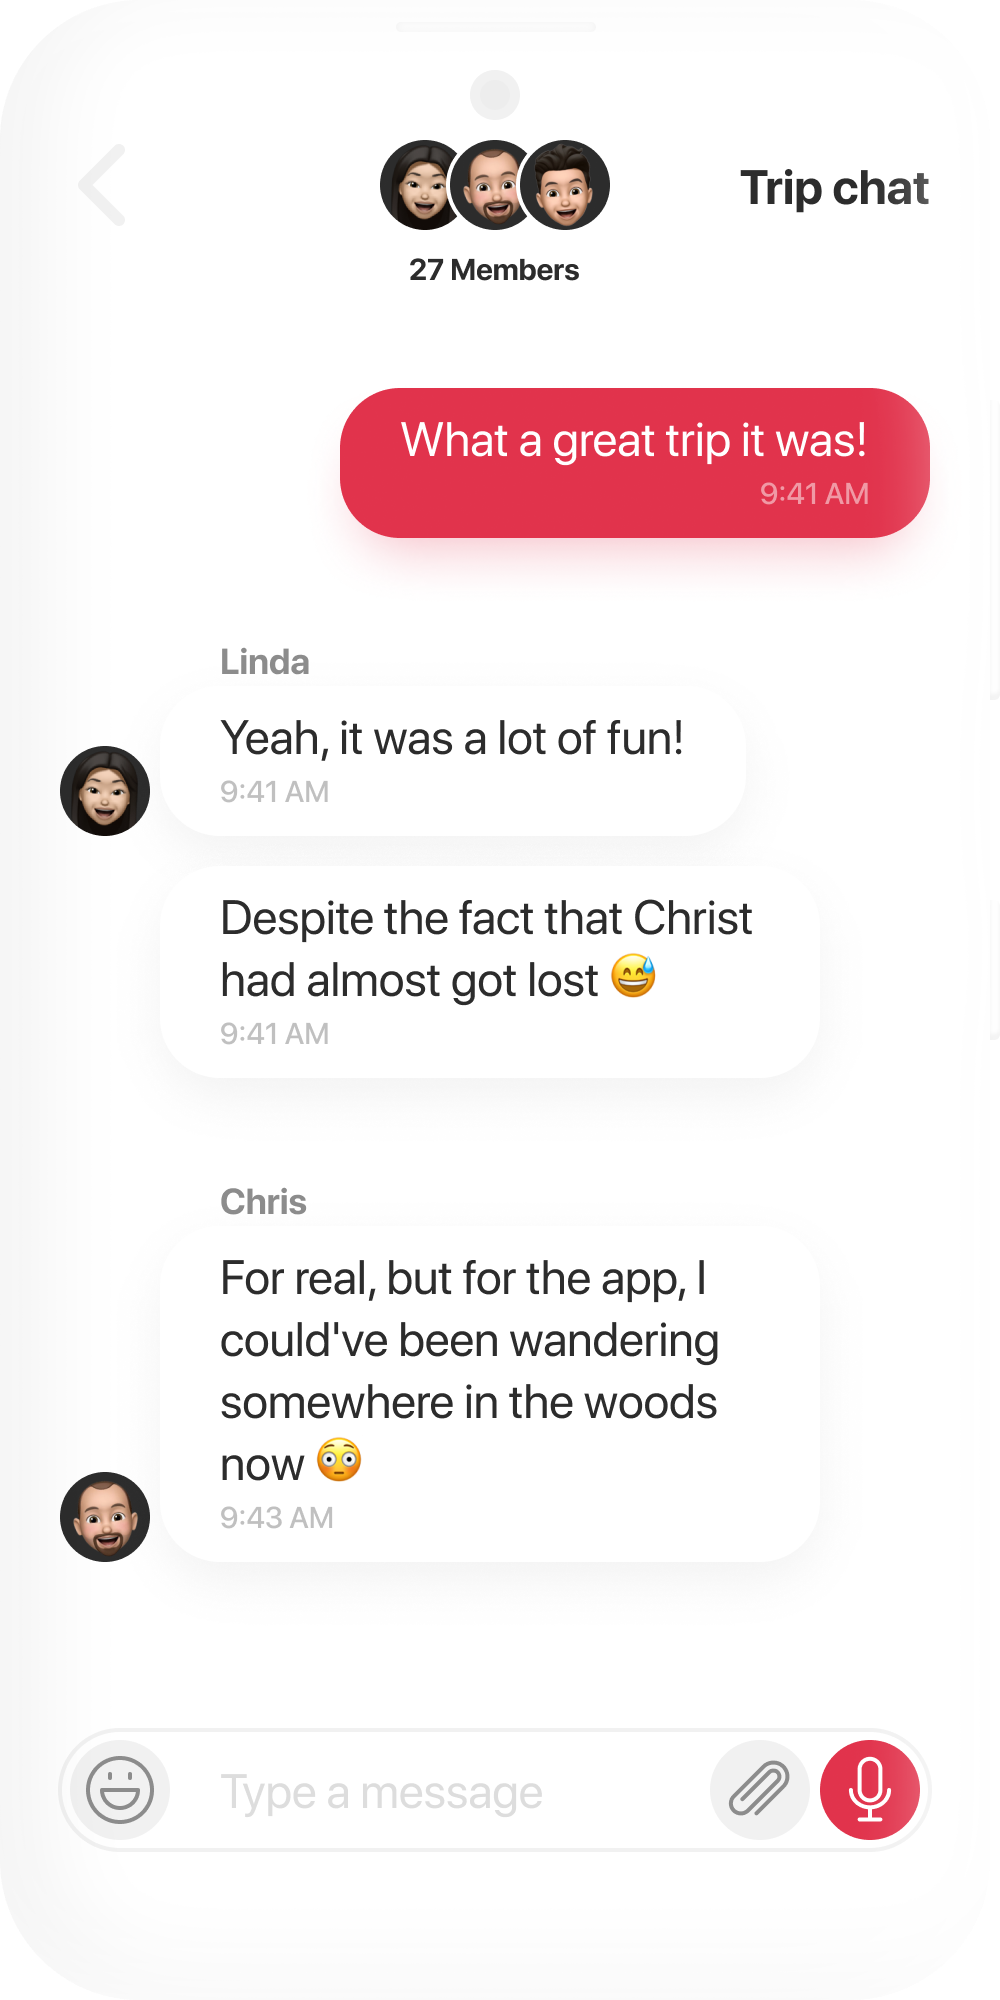 Trip chat
27 Members
What a great trip it was!
9:41 AM
Linda
Yeah, it was a lot of fun!
9:41 AM
Despite the fact that Christ
had almost got lost 😅
9:41 AM
Chris
For real, but for the app, I
could've been wandering
somewhere in the woods
now 😳
9:43 AM
Type a message